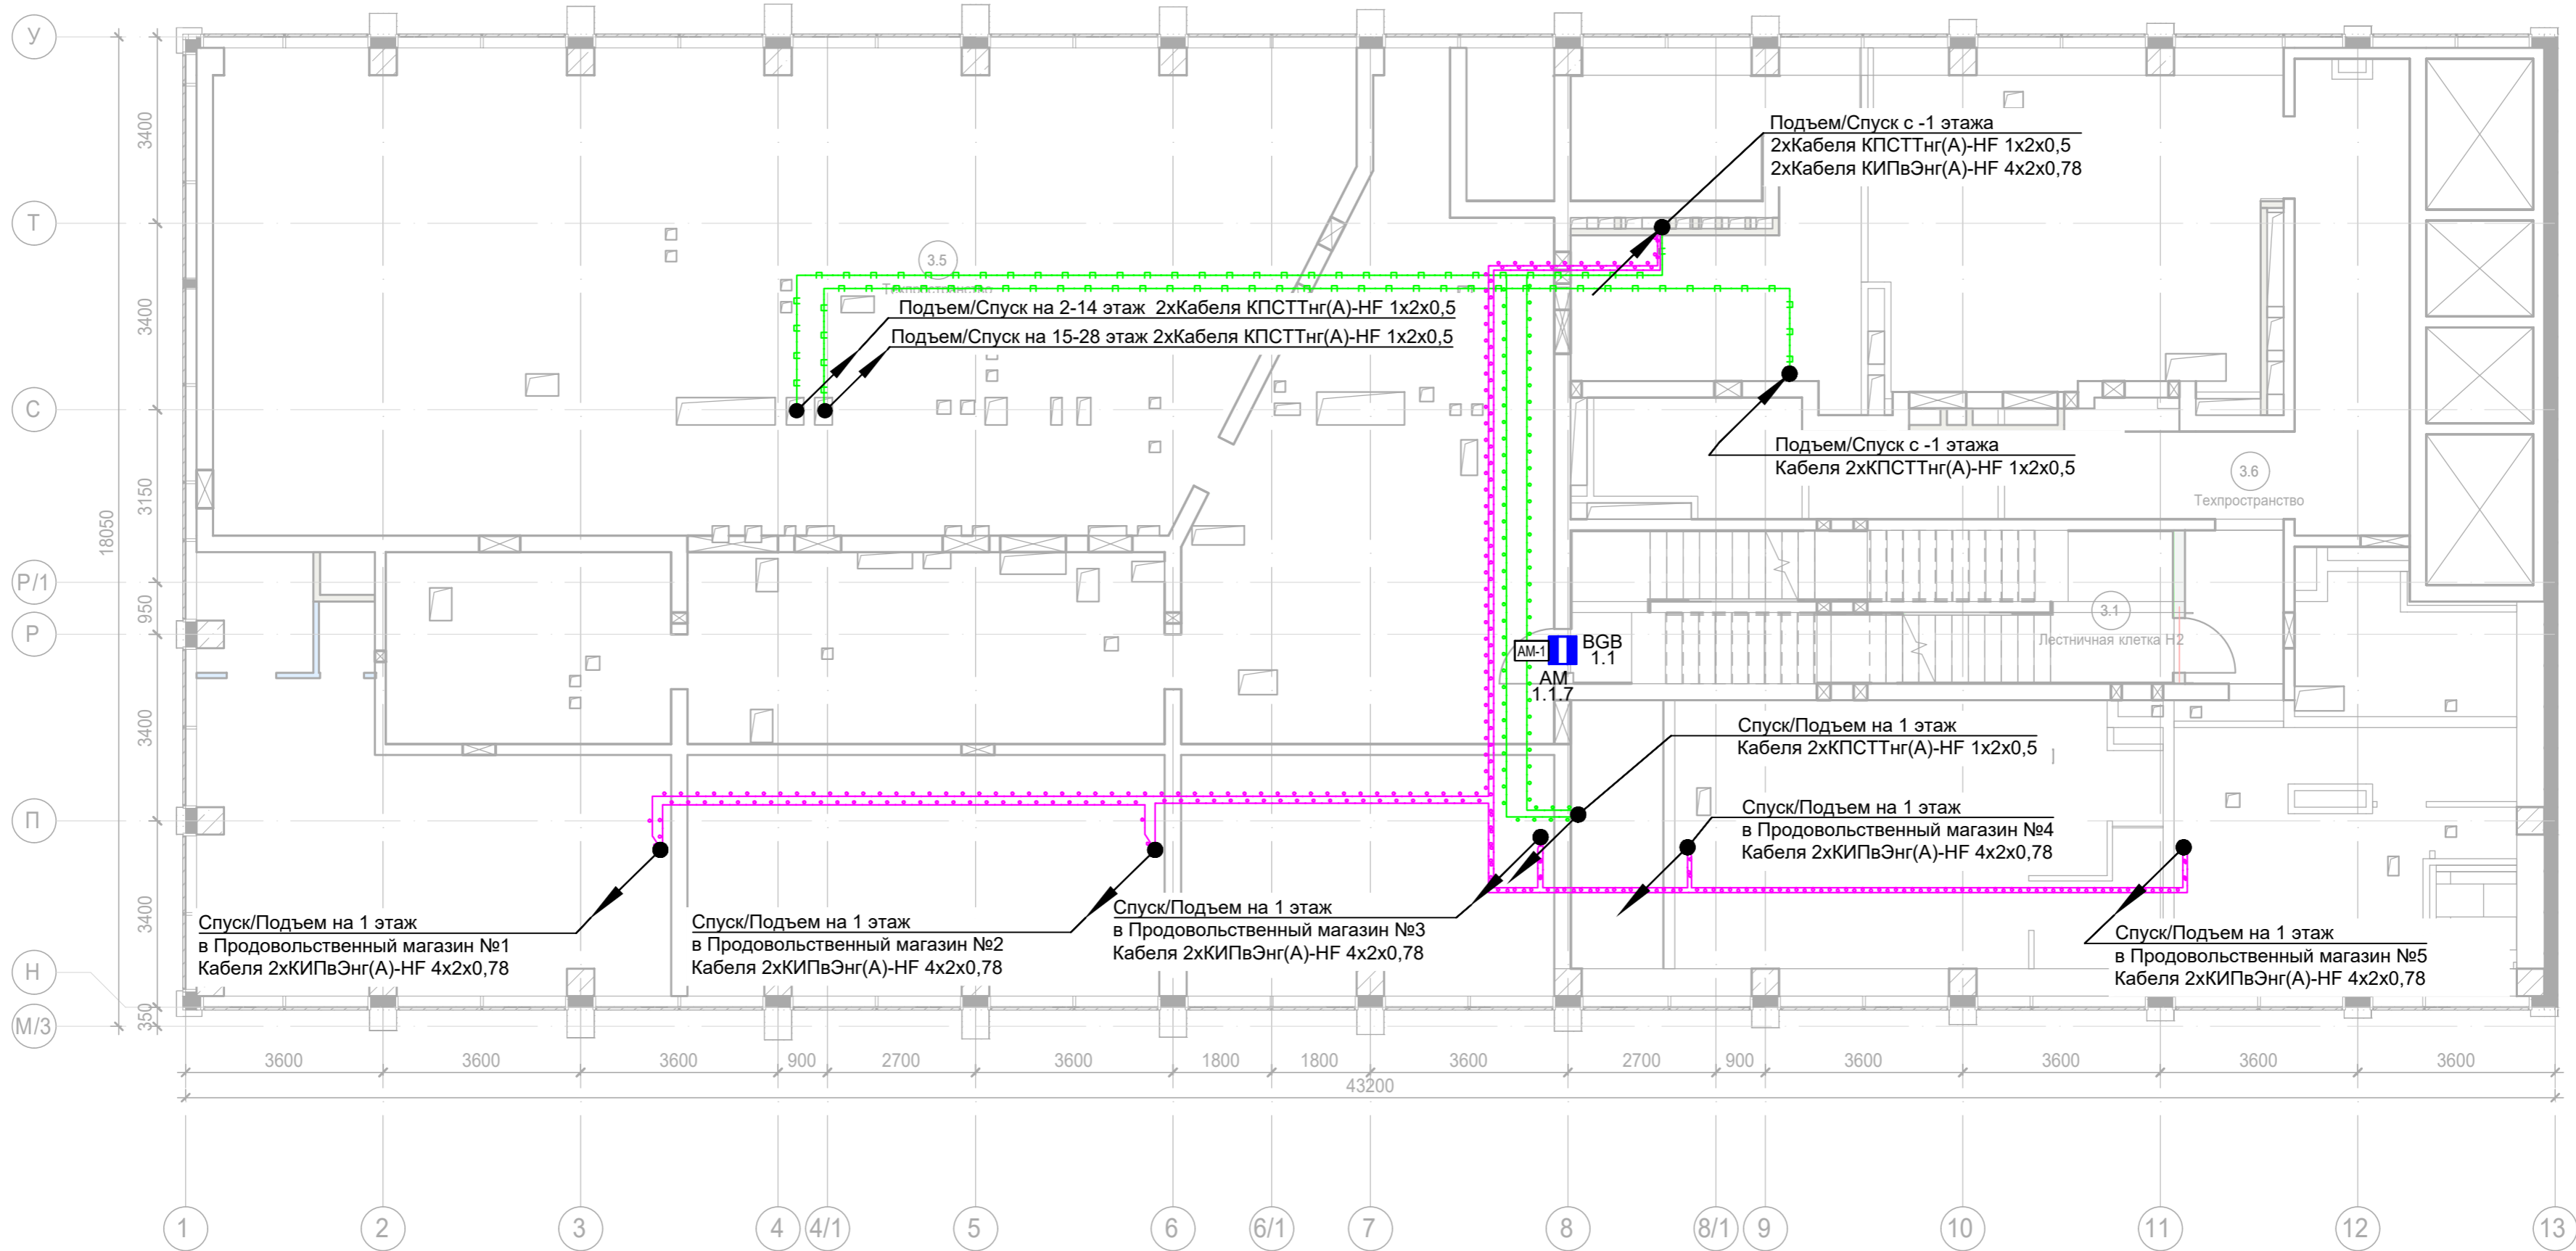 У
Т
С
Р/1
Р
П
Н
М/3
3400
3400
3150
950
3400
3400
350
18050
Подъем/Спуск с -1 этажа
2хКабеля КПСТТнг(А)-HF 1х2х0,5
2хКабеля КИПвЭнг(А)-HF 4х2х0,78
3.5
Техпространство
Подъем/Спуск на 2-14 этаж 2хКабеля КПСТТнг(А)-HF 1х2х0,5
Подъем/Спуск на 15-28 этаж 2хКабеля КПСТТнг(А)-HF 1х2х0,5
Подъем/Спуск с -1 этажа
Кабеля 2хКПСТТнг(А)-HF 1х2х0,5
3.6
Техпространство
3.1
Лестничная клетка Н2
АМ-1
BGB
1.1
АМ
1.1.7
Спуск/Подъем на 1 этаж
Кабеля 2хКПСТТнг(А)-HF 1х2х0,5
Спуск/Подъем на 1 этаж
в Продовольственный магазин №4
Кабеля 2хКИПвЭнг(А)-HF 4х2х0,78
Спуск/Подъем на 1 этаж
в Продовольственный магазин №1
Кабеля 2хКИПвЭнг(А)-HF 4х2х0,78
Спуск/Подъем на 1 этаж
в Продовольственный магазин №2
Кабеля 2хКИПвЭнг(А)-HF 4х2х0,78
Спуск/Подъем на 1 этаж
в Продовольственный магазин №3
Кабеля 2хКИПвЭнг(А)-HF 4х2х0,78
Спуск/Подъем на 1 этаж
в Продовольственный магазин №5
Кабеля 2хКИПвЭнг(А)-HF 4х2х0,78
3600 3600 3600 900 2700 3600 1800 1800 3600 2700 900 3600 3600 3600 3600
43200
1 2 3 4 4/1 5 6 6/1 7 8 8/1 9 10 11 12 13